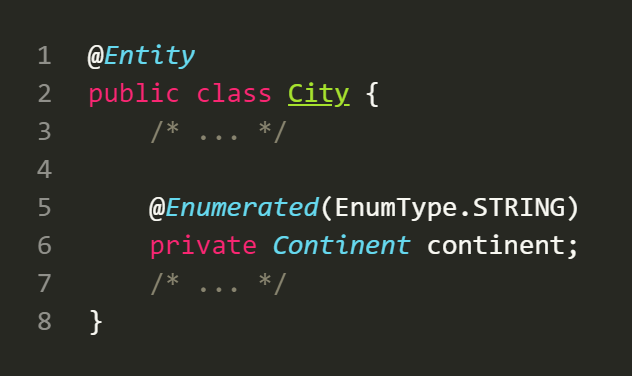 1 @Entity
2 public class City {
3     /* ... */
4
5     @Enumerated(EnumType.STRING)
6     private Continent continent;
7     /* ... */
8 }